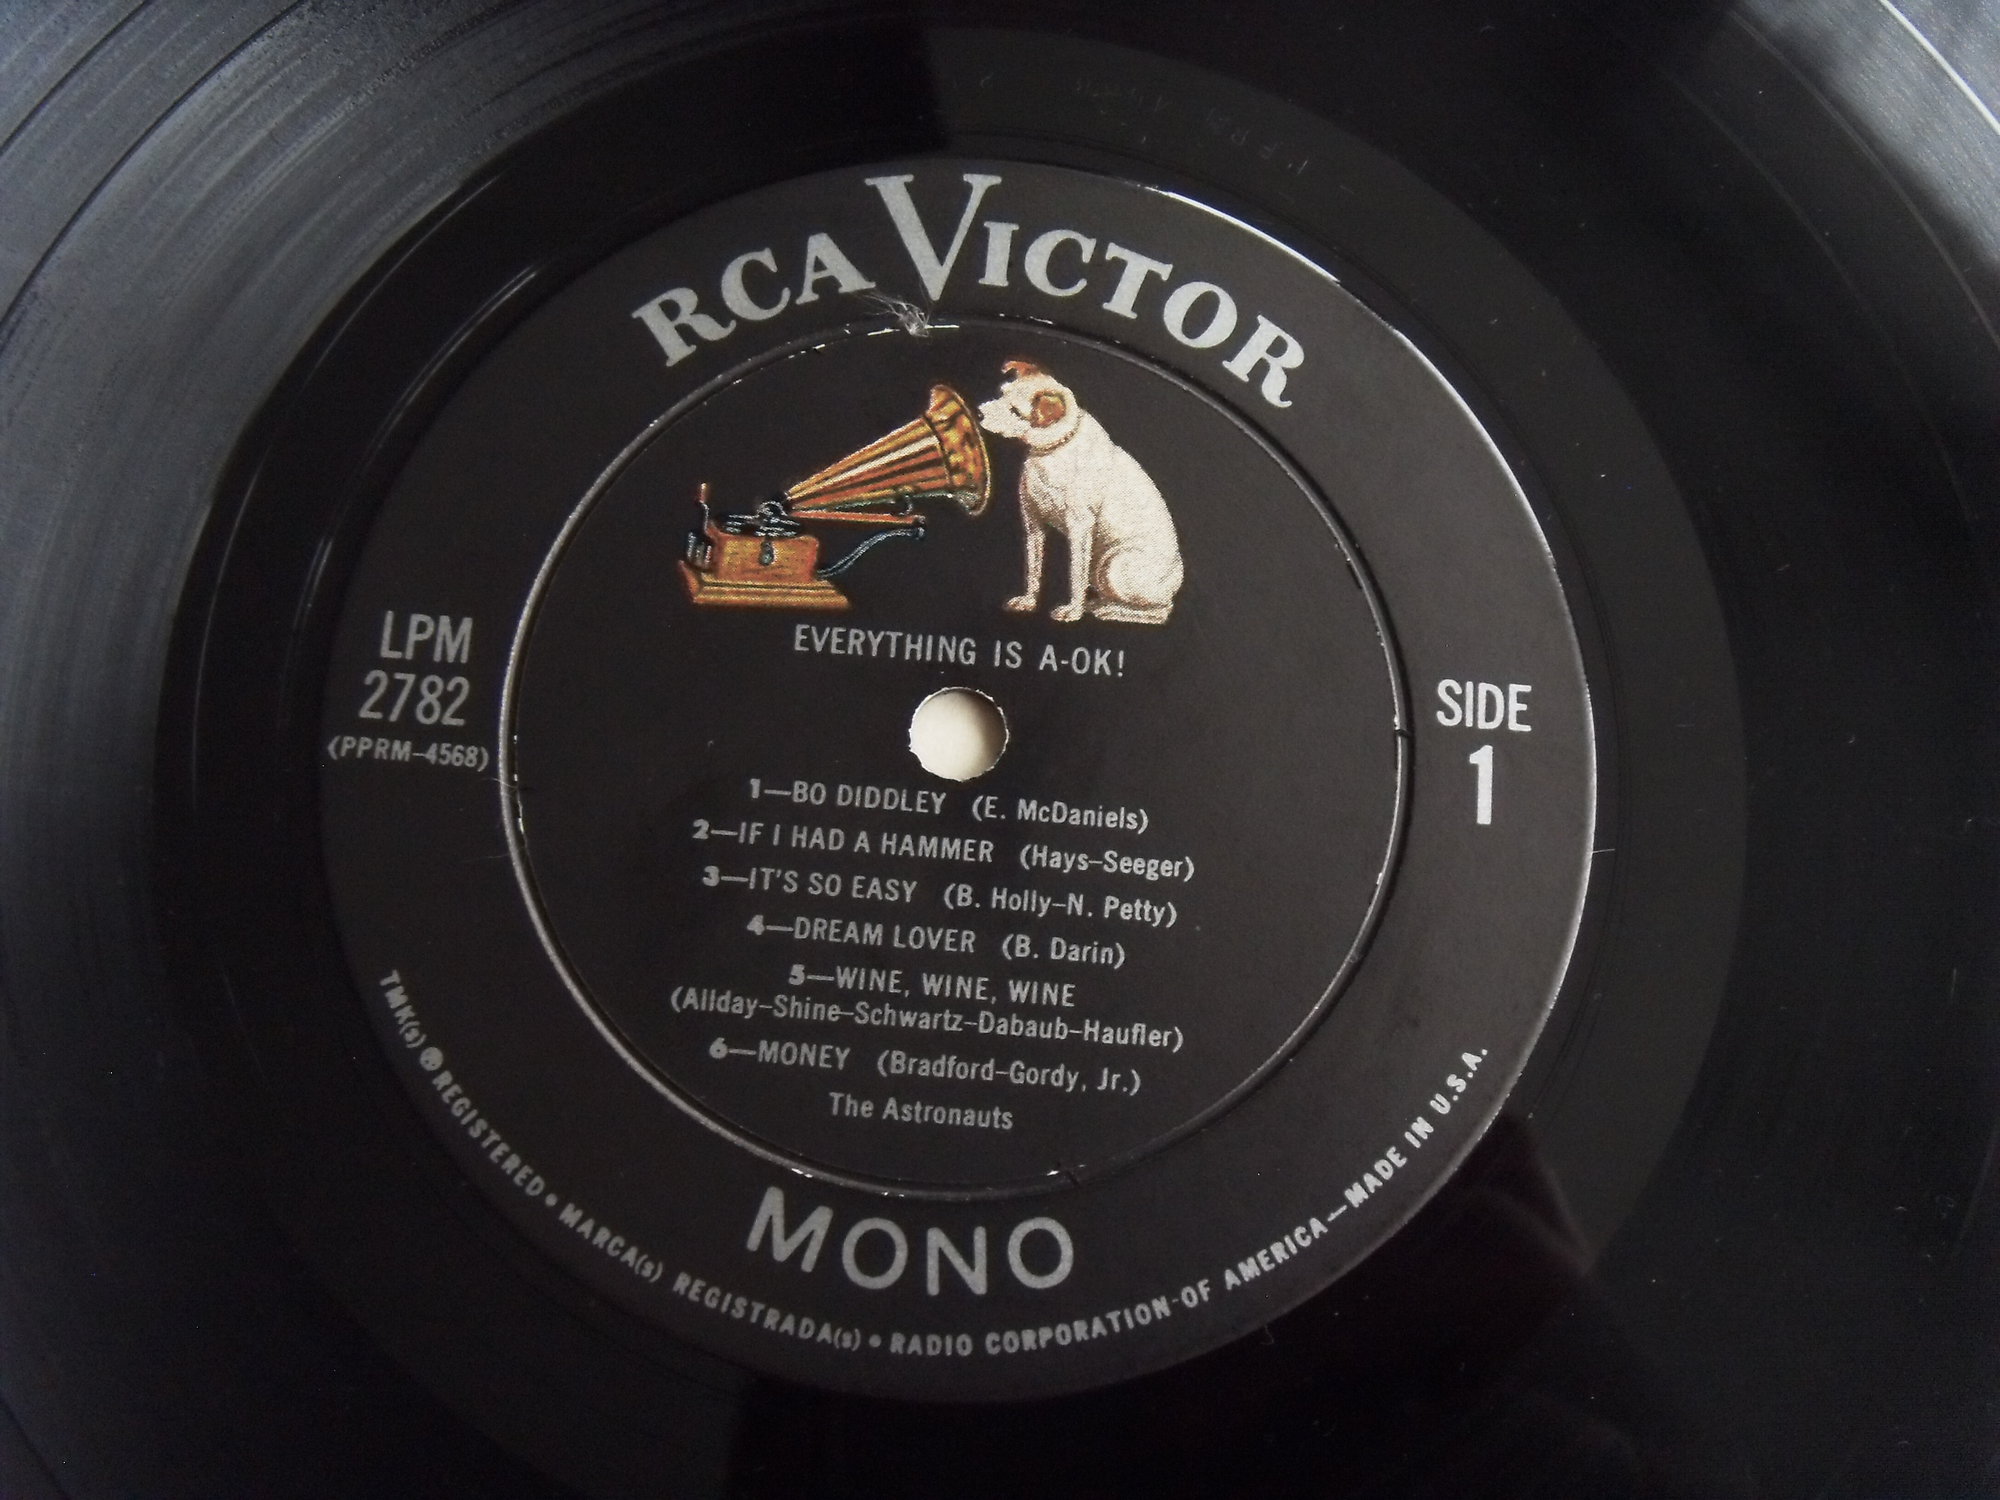 RCA VICTOR
EVERYTHING IS A-OK!
LPM
2782
(PPRM-4568)
SIDE
1
1—BO DIDDLEY (E. McDaniels)
2—IF I HAD A HAMMER (Hays-Seeger)
3—IT'S SO EASY (B. Holly-N. Petty)
4—DREAM LOVER (B. Darin)
5—WINE, WINE, WINE
(Allday-Shine-Schwartz-Dabaub-Haufler)
6—MONEY (Bradford-Gordy, Jr.)
The Astronauts
MONO
TMK(s) ® REGISTERED • MARCA(s) REGISTRADA(s) • RADIO CORPORATION OF AMERICA—MADE IN U.S.A.